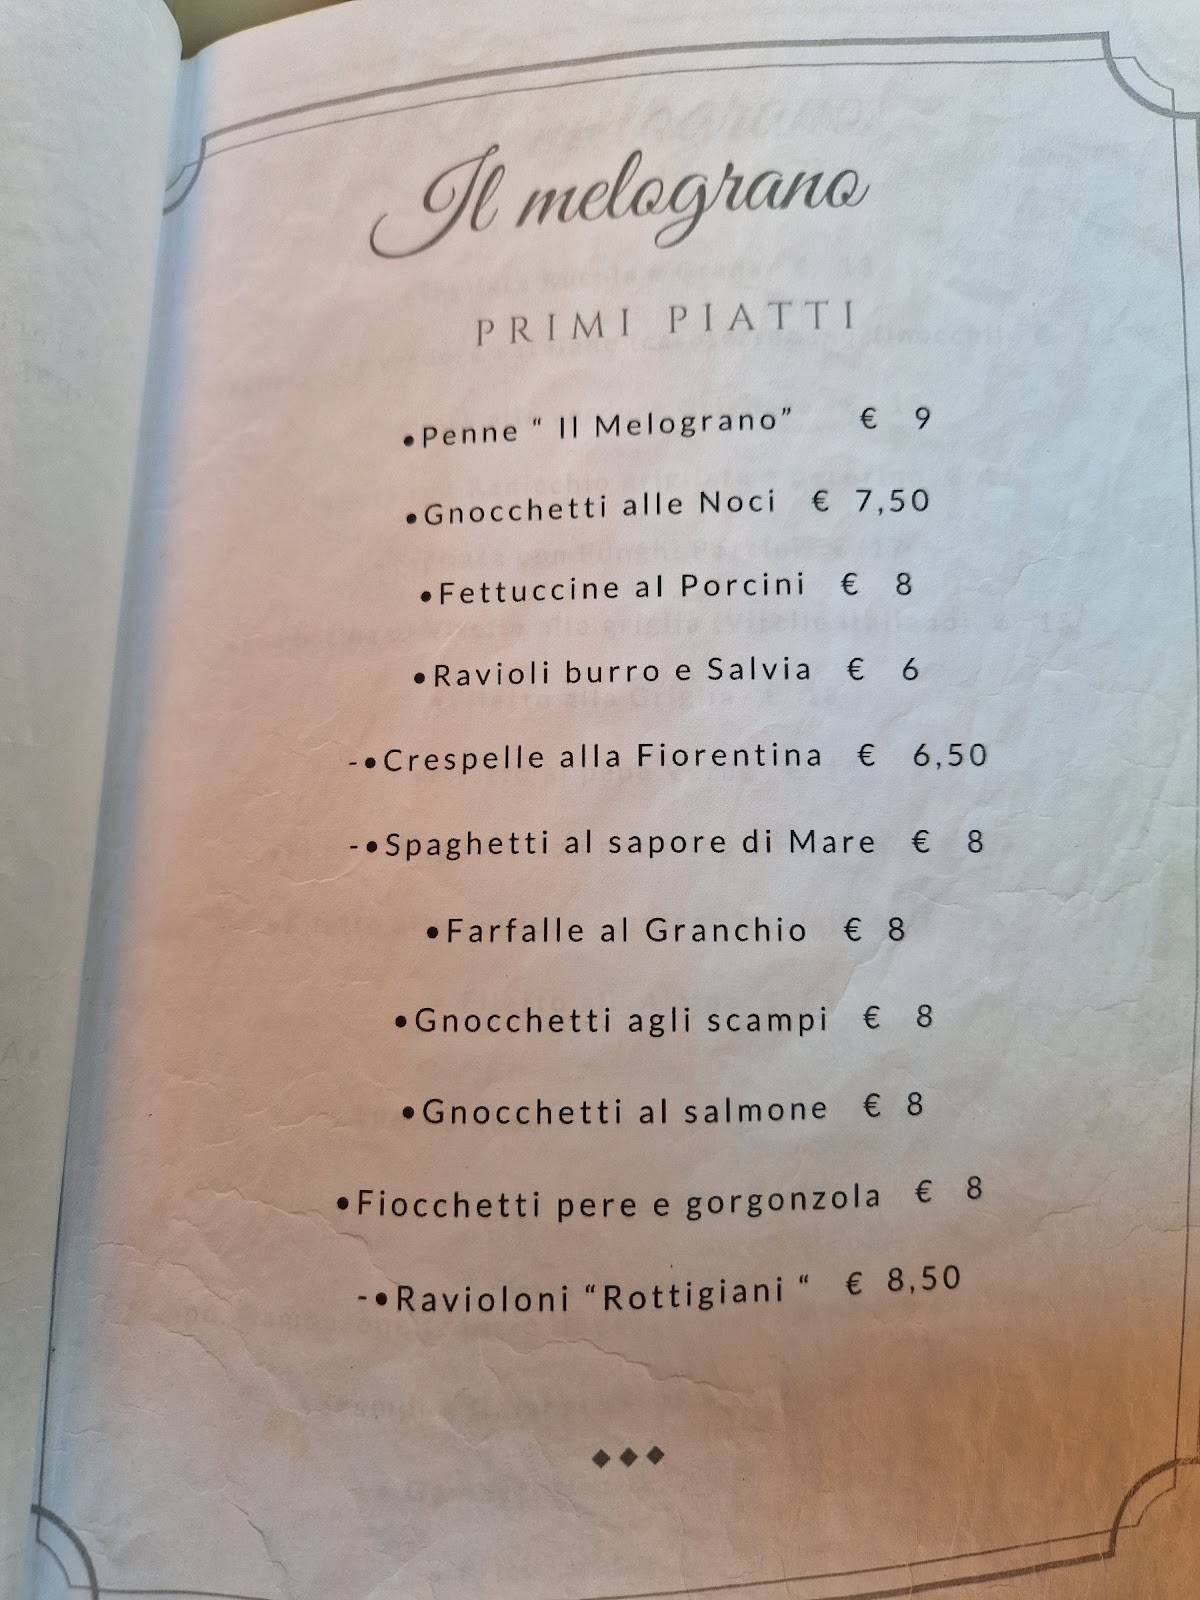 Il melograno
PRIMI PIATTI
•Penne “ Il Melograno” € 9
•Gnocchetti alle Noci € 7,50
•Fettuccine al Porcini € 8
•Ravioli burro e Salvia € 6
-•Crespelle alla Fiorentina € 6,50
-•Spaghetti al sapore di Mare € 8
•Farfalle al Granchio € 8
•Gnocchetti agli scampi € 8
•Gnocchetti al salmone € 8
•Fiocchetti pere e gorgonzola € 8
-•Ravioloni “Rottigiani “ € 8,50